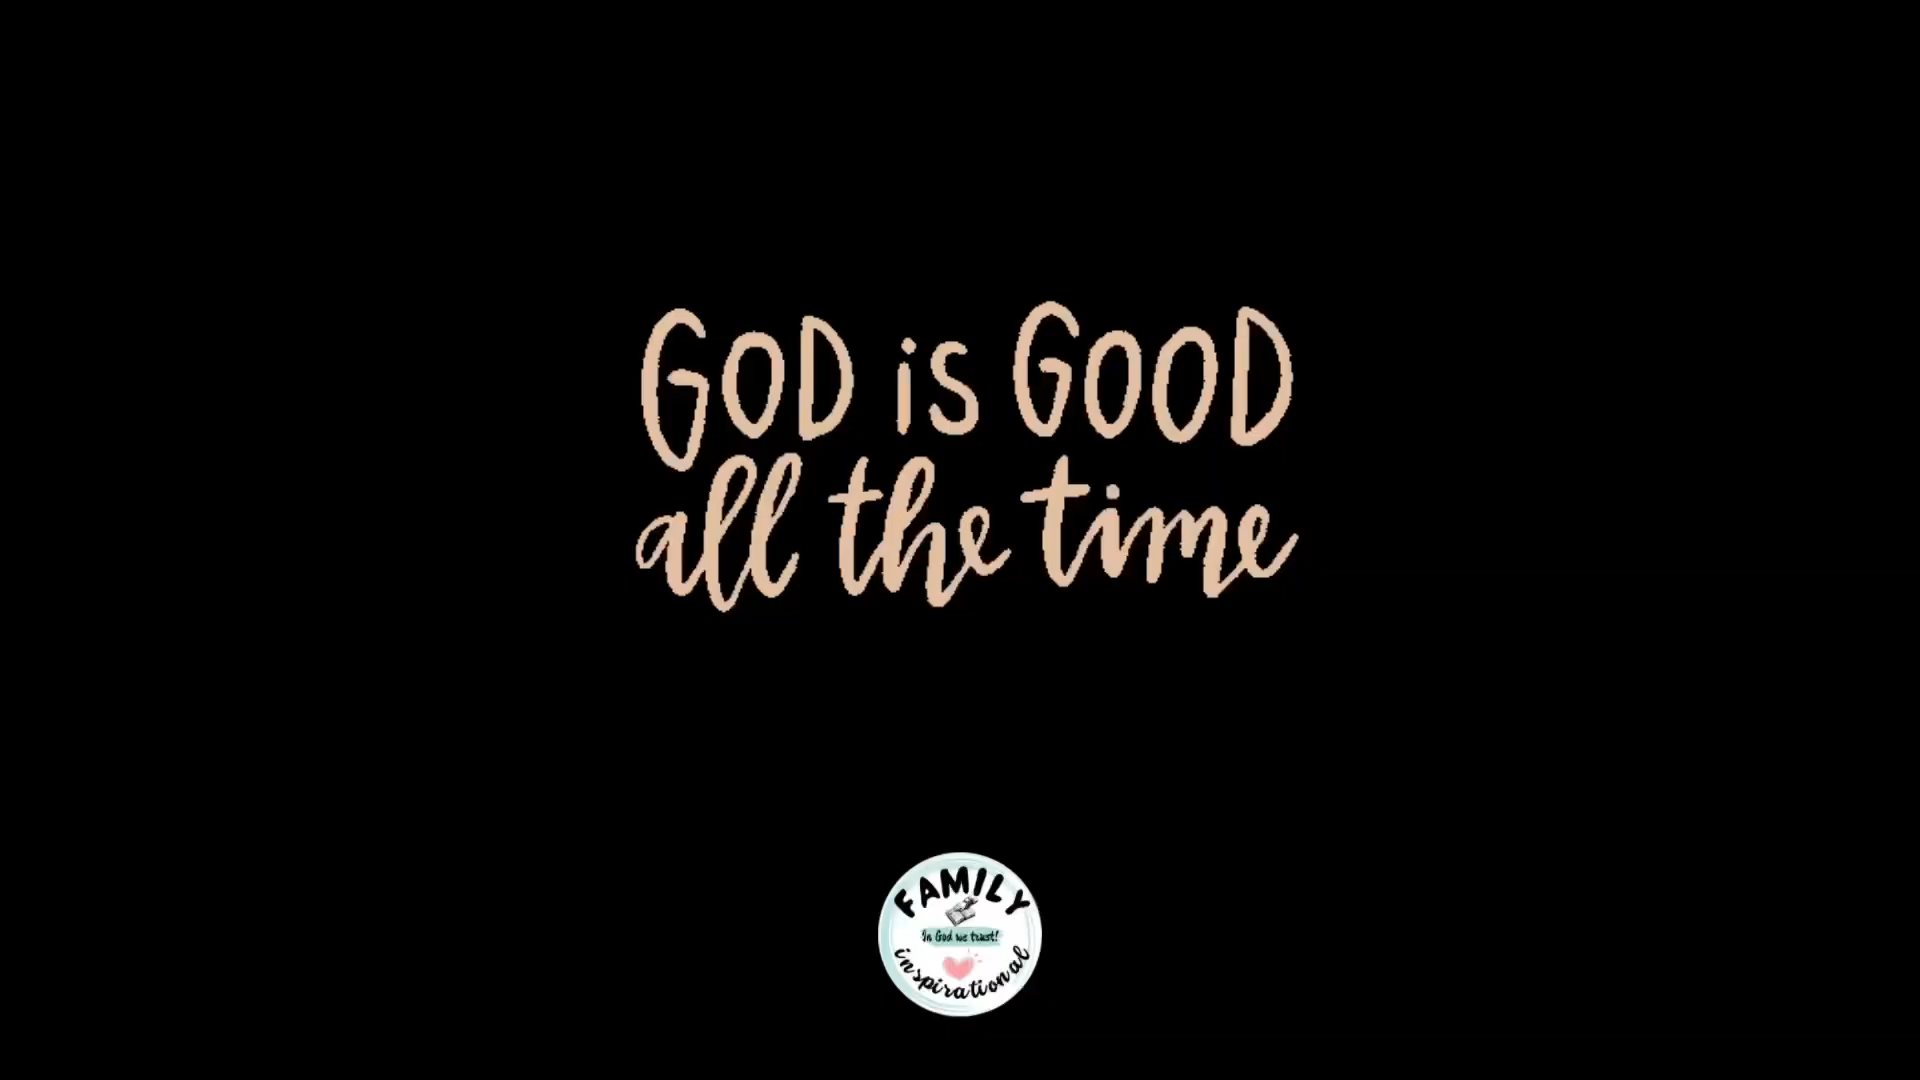 GOD iS GOOD
all the time
FAMILY
In God we trust!
inspirational